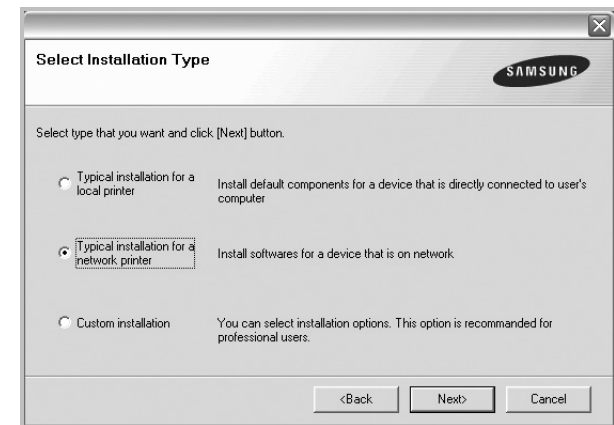 Select Installation Type
SAMSUNG
Select type that you want and click [Next] button.
Typical installation for a
local printer
Install default components for a device that is directly connected to user's
computer
Typical installation for a
network printer
Install softwares for a device that is on network
Custom installation
You can select installation options. This option is recommanded for
professional users.
<Back
Next>
Cancel